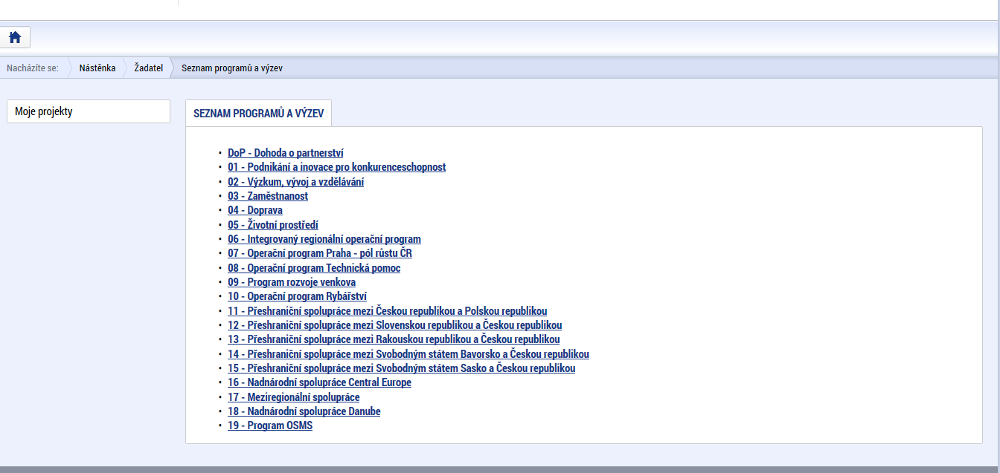 Nacházíte se: Nástěnka Žadatel Seznam programů a výzev
Moje projekty
SEZNAM PROGRAMŮ A VÝZEV
• DoP - Dohoda o partnerství
• 01 - Podnikání a inovace pro konkurenceschopnost
• 02 - Výzkum, vývoj a vzdělávání
• 03 - Zaměstnanost
• 04 - Doprava
• 05 - Životní prostředí
• 06 - Integrovaný regionální operační program
• 07 - Operační program Praha - pól růstu ČR
• 08 - Operační program Technická pomoc
• 09 - Program rozvoje venkova
• 10 - Operační program Rybářství
• 11 - Přeshraniční spolupráce mezi Českou republikou a Polskou republikou
• 12 - Přeshraniční spolupráce mezi Slovenskou republikou a Českou republikou
• 13 - Přeshraniční spolupráce mezi Rakouskou republikou a Českou republikou
• 14 - Přeshraniční spolupráce mezi Svobodným státem Bavorsko a Českou republikou
• 15 - Přeshraniční spolupráce mezi Svobodným státem Sasko a Českou republikou
• 16 - Nadnárodní spolupráce Central Europe
• 17 - Meziregionální spolupráce
• 18 - Nadnárodní spolupráce Danube
• 19 - Program OSMS